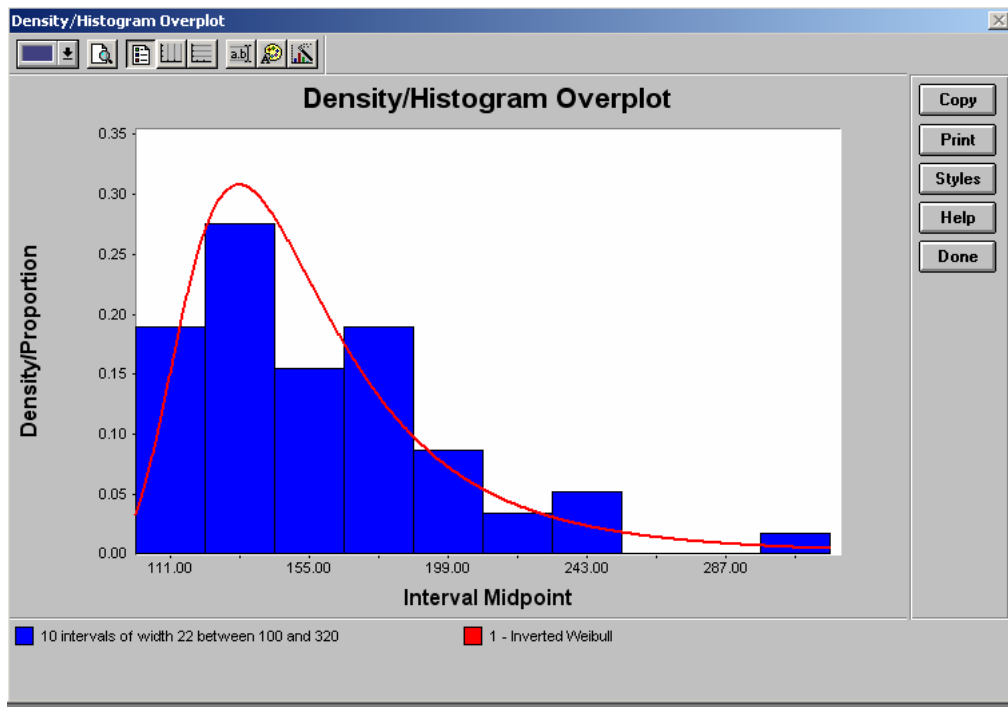 Density/Histogram Overplot
a.b
A
Density/Histogram Overplot
Copy
Print
Styles
Help
Done
0.35
0.30
0.25
0.20
0.15
0.10
0.05
0.00
Density/Proportion
111.00 155.00 199.00 243.00 287.00
Interval Midpoint
10 intervals of width 22 between 100 and 320
1 - Inverted Weibull